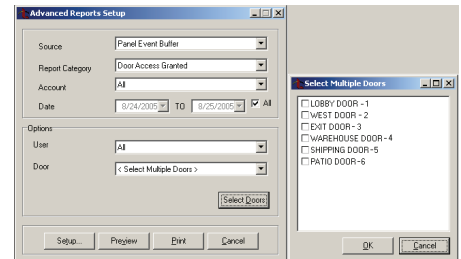 Advanced Reports Setup
Source Panel Event Buffer
Report Category Door Access Granted
Account All
Date 8/24/2005 TO 8/25/2005 All
Options
User All
Door < Select Multiple Doors >
Select Doors
Setup... Preview Print Cancel
Select Multiple Doors
LOBBY DOOR - 1
WEST DOOR - 2
EXIT DOOR - 3
WAREHOUSE DOOR - 4
SHIPPING DOOR - 5
PATIO DOOR - 6
OK Cancel